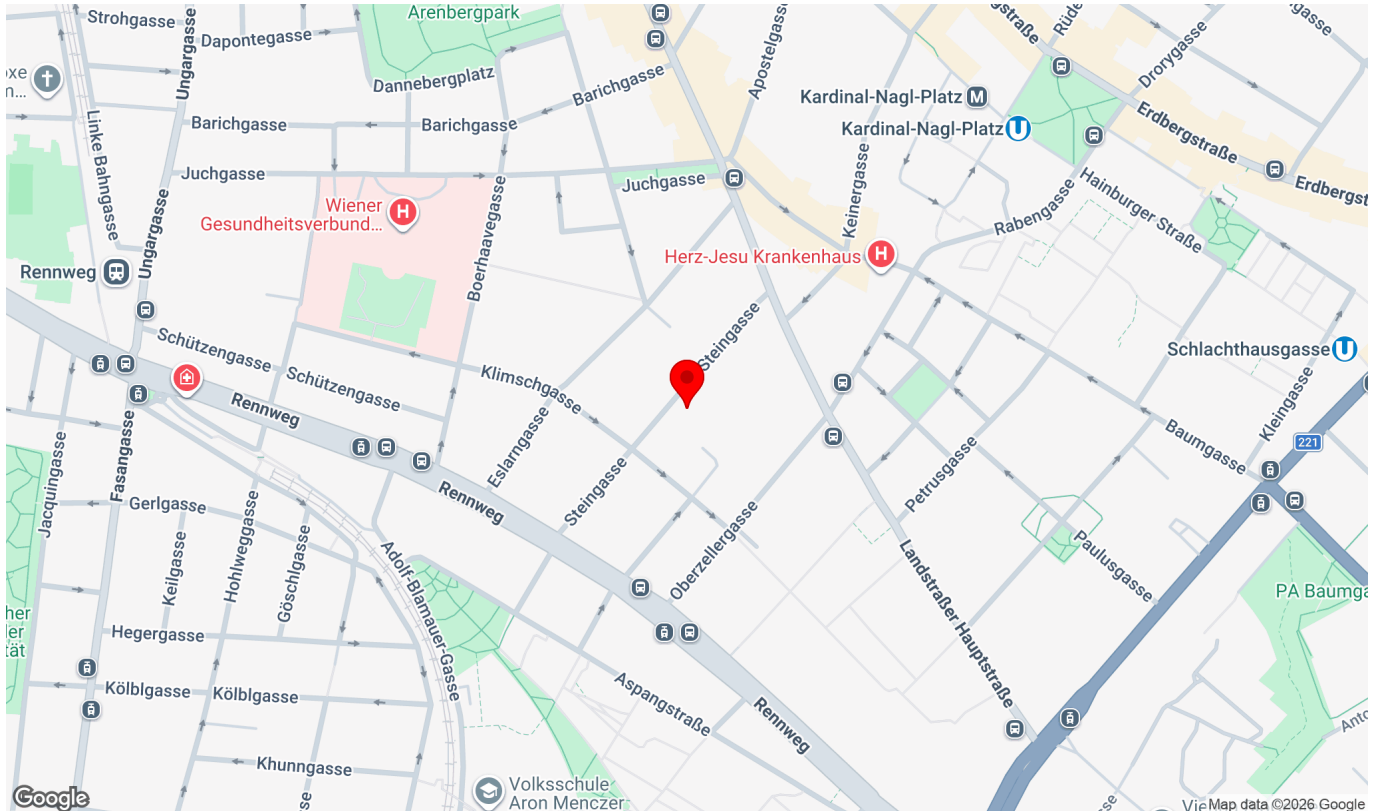 Strohgasse
Dapontegasse
Ungargasse
Arenbergpark
Dannebergplatz
Barichgasse
Apostelgasse
Drorygasse
Erdbergstraße
Erdbergstraße
Kardinal-Nagl-Platz
M
Kardinal-Nagl-Platz
U
Linke Bahngasse
Barichgasse
Barichgasse
Juchgasse
Juchgasse
Wiener
Gesundheitsverbund...
H
Boerhaavegasse
Keinergasse
Rabengasse
Hainburger Straße
Herz-Jesu Krankenhaus
H
Rennweg
Ungargasse
Schützengasse
Schützengasse
Klimschgasse
Steingasse
Schlachthausgasse
U
Rennweg
Eslarngasse
Steingasse
Kleingasse
221
Baumgasse
Petrusgasse
Jacquingasse
Fasangasse
Gerlgasse
Rennweg
Oberzellergasse
Landstraßer Hauptstraße
Paulusgasse
Keilgasse
Hohlweggasse
Göschlgasse
Adolf-Blamauer-Gasse
Hegergasse
Kölblgasse
Kölblgasse
Aspangstraße
Rennweg
Khunngasse
Volksschule
Aron Menczer
Google
Map data ©2026 Google